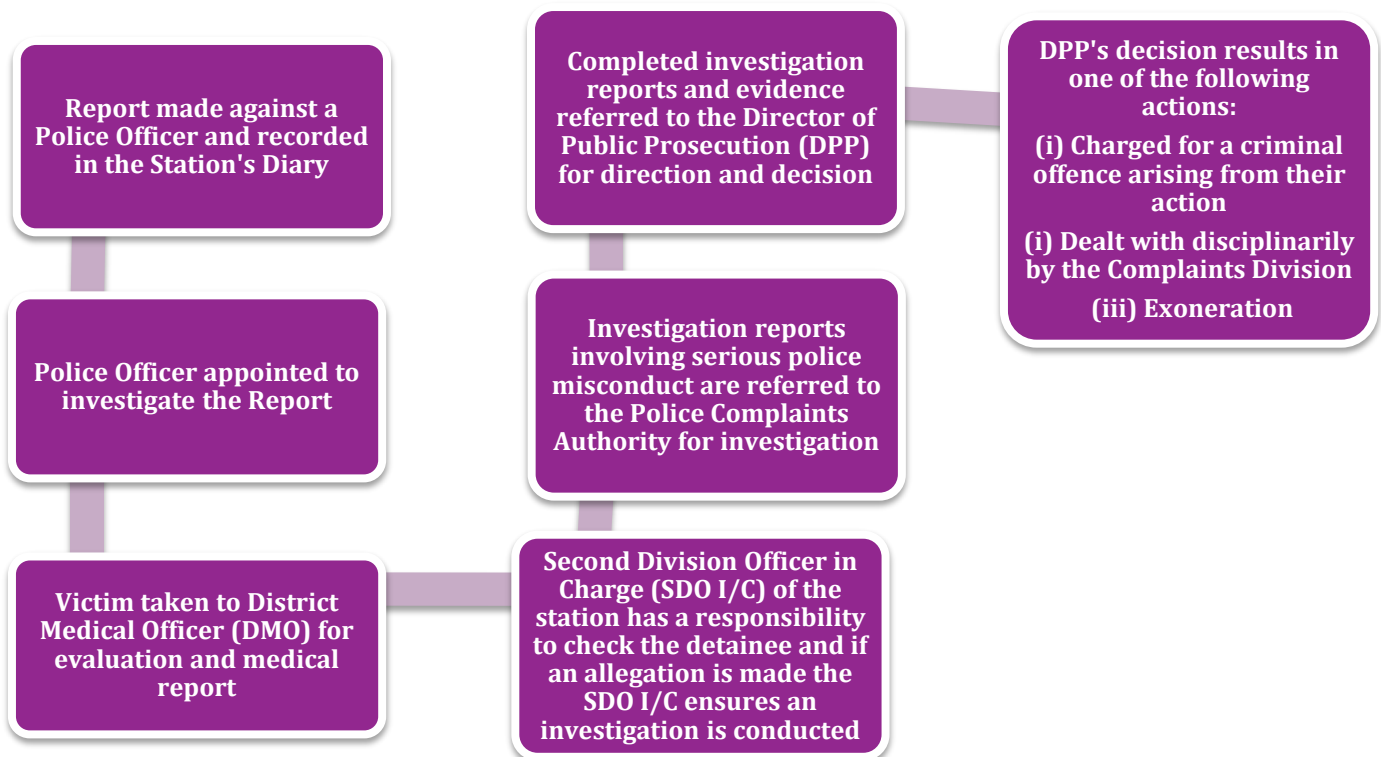 Report made against a
Police Officer and recorded
in the Station's Diary
Police Officer appointed to
investigate the Report
Victim taken to District
Medical Officer (DMO) for
evaluation and medical
report
Second Division Officer in
Charge (SDO I/C) of the
station has a responsibility
to check the detainee and if
an allegation is made the
SDO I/C ensures an
investigation is conducted
Investigation reports
involving serious police
misconduct are referred to
the Police Complaints
Authority for investigation
Completed investigation
reports and evidence
referred to the Director of
Public Prosecution (DPP)
for direction and decision
DPP's decision results in
one of the following
actions:
(i) Charged for a criminal
offence arising from their
action
(i) Dealt with disciplinarily
by the Complaints Division
(iii) Exoneration